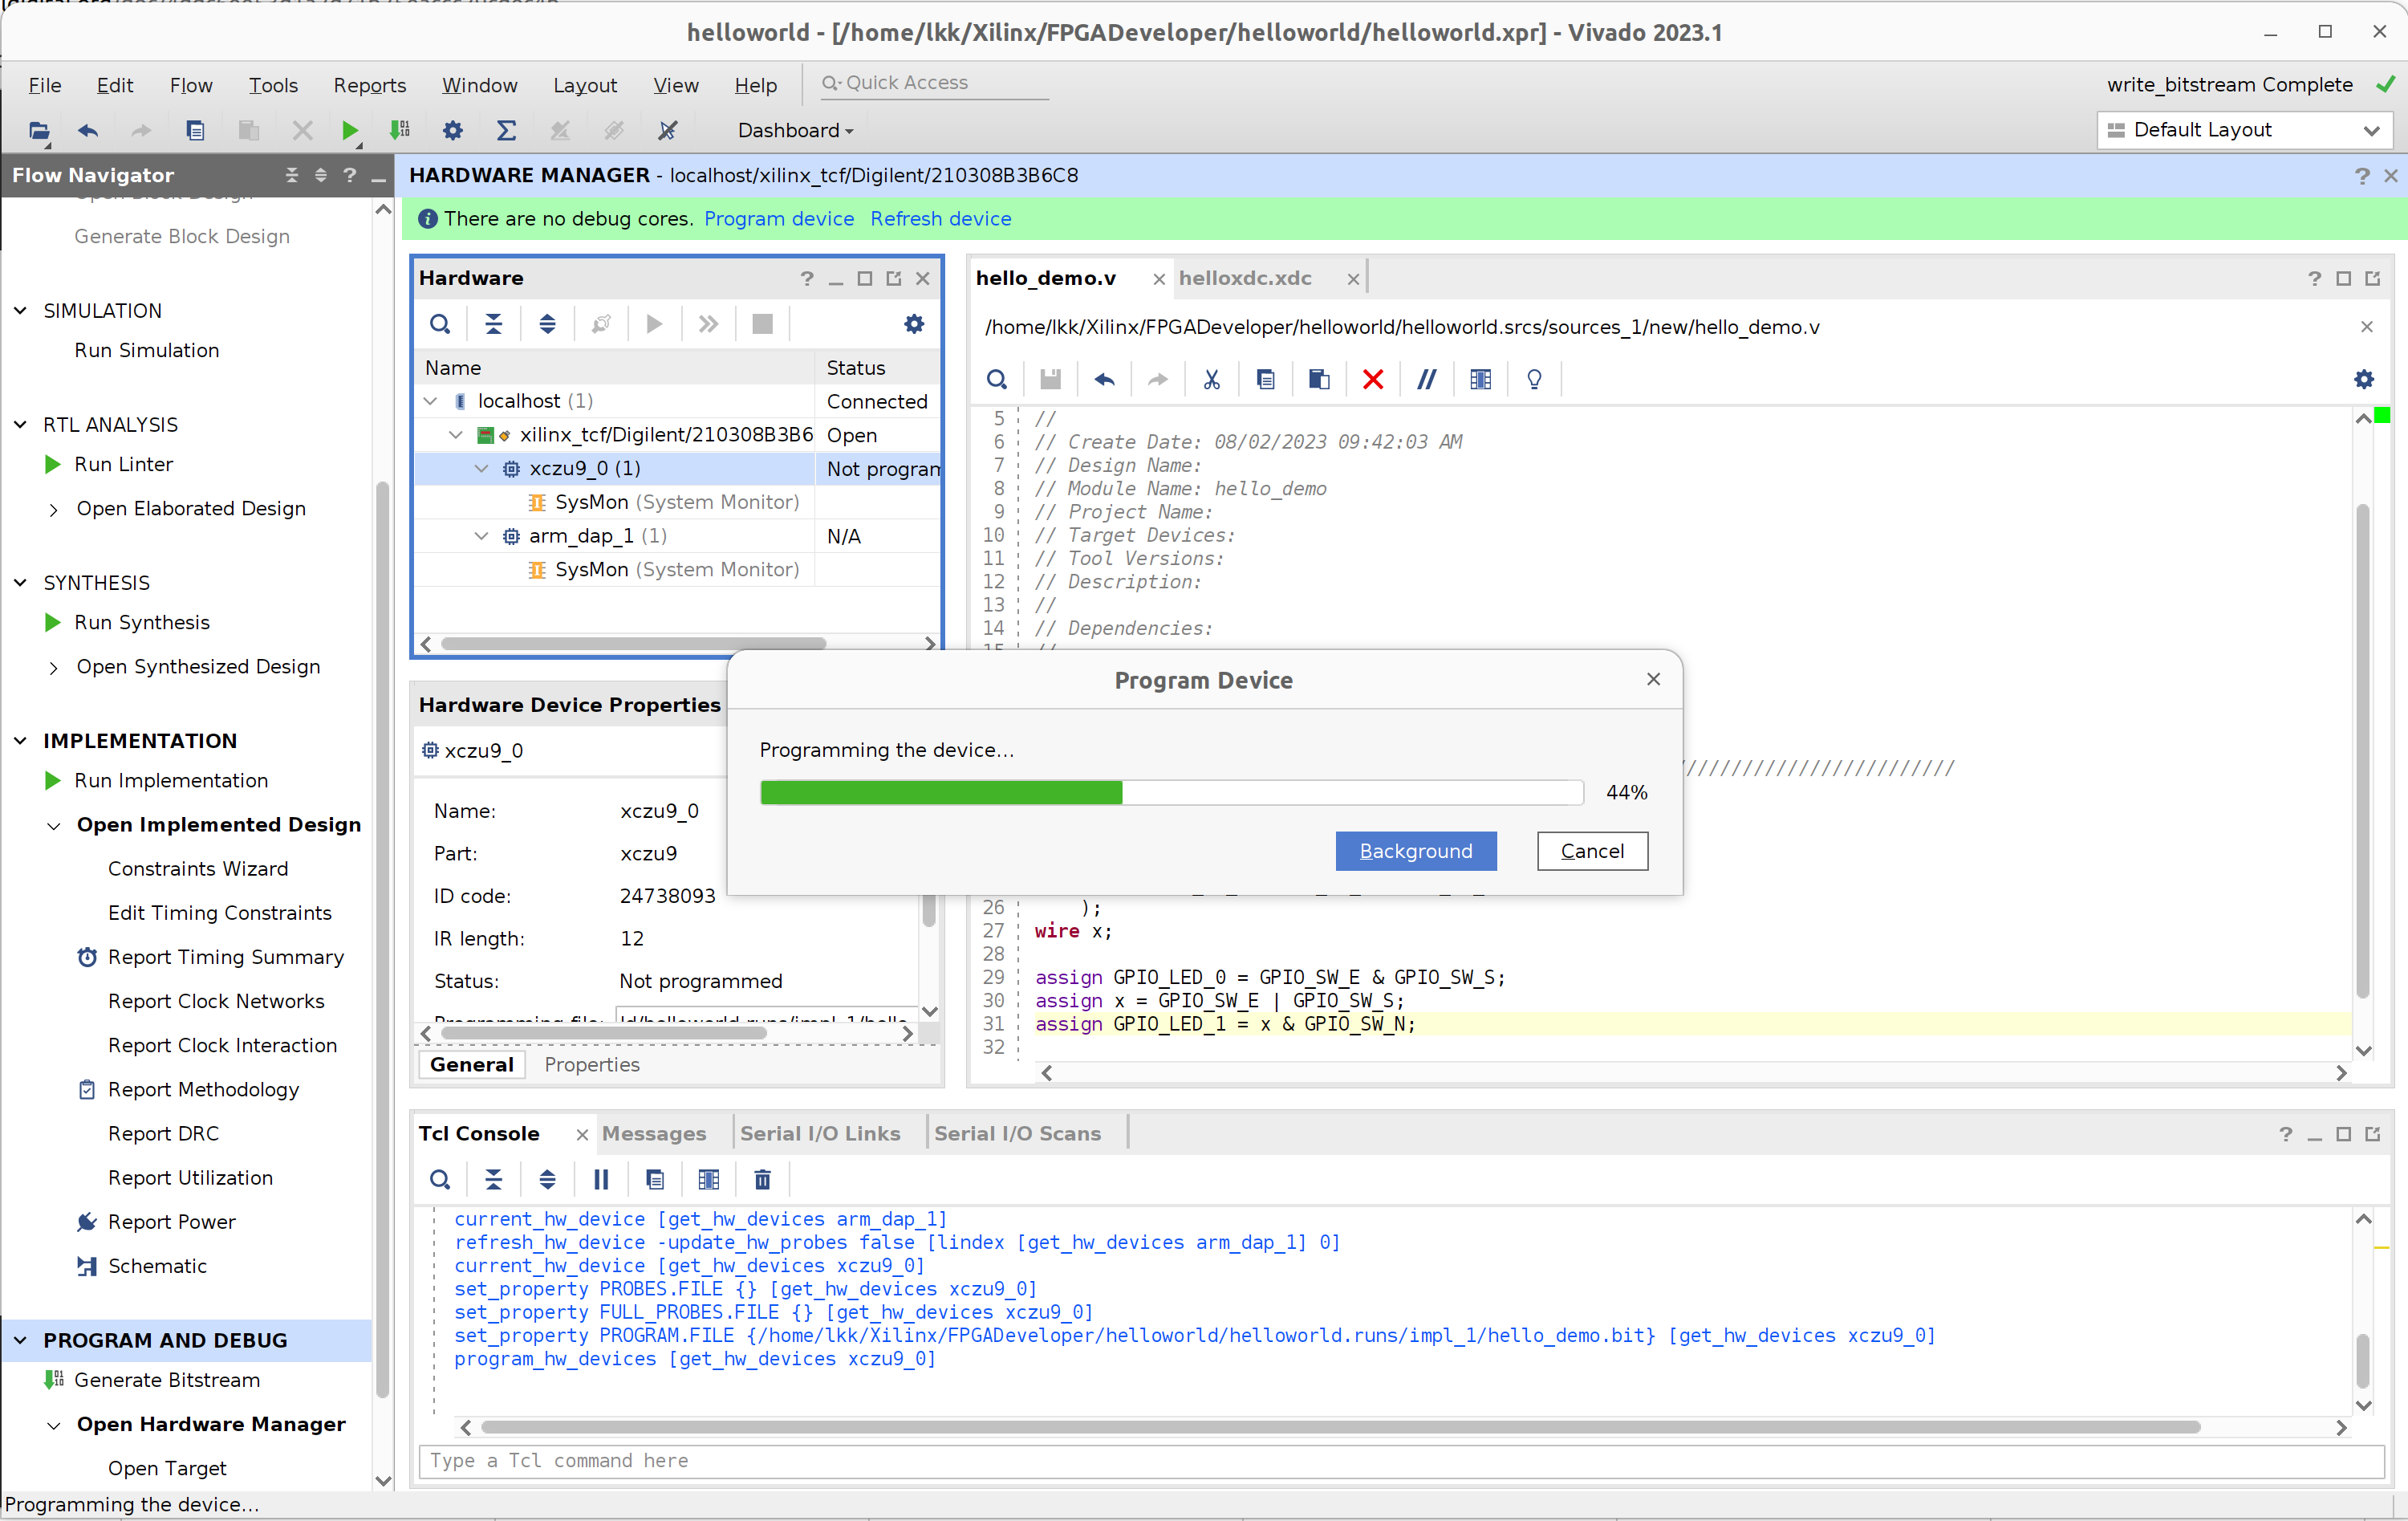 helloworld - [/home/lkk/Xilinx/FPGADeveloper/helloworld/helloworld.xpr] - Vivado 2023.1
File Edit Flow Tools Reports Window Layout View Help Quick Access
write_bitstream Complete
Dashboard
Default Layout
Flow Navigator
HARDWARE MANAGER - localhost/xilinx_tcf/Digilent/210308B3B6C8
There are no debug cores. Program device Refresh device
Open Block Design
Generate Block Design
SIMULATION
Run Simulation
RTL ANALYSIS
Run Linter
Open Elaborated Design
SYNTHESIS
Run Synthesis
Open Synthesized Design
IMPLEMENTATION
Run Implementation
Open Implemented Design
Constraints Wizard
Edit Timing Constraints
Report Timing Summary
Report Clock Networks
Report Clock Interaction
Report Methodology
Report DRC
Report Utilization
Report Power
Schematic
PROGRAM AND DEBUG
Generate Bitstream
Open Hardware Manager
Open Target
Hardware
Name Status
localhost (1) Connected
xilinx_tcf/Digilent/210308B3B6 Open
xczu9_0 (1) Not program
SysMon (System Monitor)
arm_dap_1 (1) N/A
SysMon (System Monitor)
Hardware Device Properties
xczu9_0
Name: xczu9_0
Part: xczu9
ID code: 24738093
IR length: 12
Status: Not programmed
Programming file: ld/helloworld.runs/impl_1/hello
General Properties
hello_demo.v helloxdc.xdc
/home/lkk/Xilinx/FPGADeveloper/helloworld/helloworld.srcs/sources_1/new/hello_demo.v
5 //
6 // Create Date: 08/02/2023 09:42:03 AM
7 // Design Name:
8 // Module Name: hello_demo
9 // Project Name:
10 // Target Devices:
11 // Tool Versions:
12 // Description:
13 //
14 // Dependencies:
15 //
////////////////////////
26 );
27 wire x;
28
29 assign GPIO_LED_0 = GPIO_SW_E & GPIO_SW_S;
30 assign x = GPIO_SW_E | GPIO_SW_S;
31 assign GPIO_LED_1 = x & GPIO_SW_N;
32
Program Device
Programming the device...
44%
Background Cancel
Tcl Console Messages Serial I/O Links Serial I/O Scans
current_hw_device [get_hw_devices arm_dap_1]
refresh_hw_device -update_hw_probes false [lindex [get_hw_devices arm_dap_1] 0]
current_hw_device [get_hw_devices xczu9_0]
set_property PROBES.FILE {} [get_hw_devices xczu9_0]
set_property FULL_PROBES.FILE {} [get_hw_devices xczu9_0]
set_property PROGRAM.FILE {/home/lkk/Xilinx/FPGADeveloper/helloworld/helloworld.runs/impl_1/hello_demo.bit} [get_hw_devices xczu9_0]
program_hw_devices [get_hw_devices xczu9_0]
Type a Tcl command here
Programming the device...